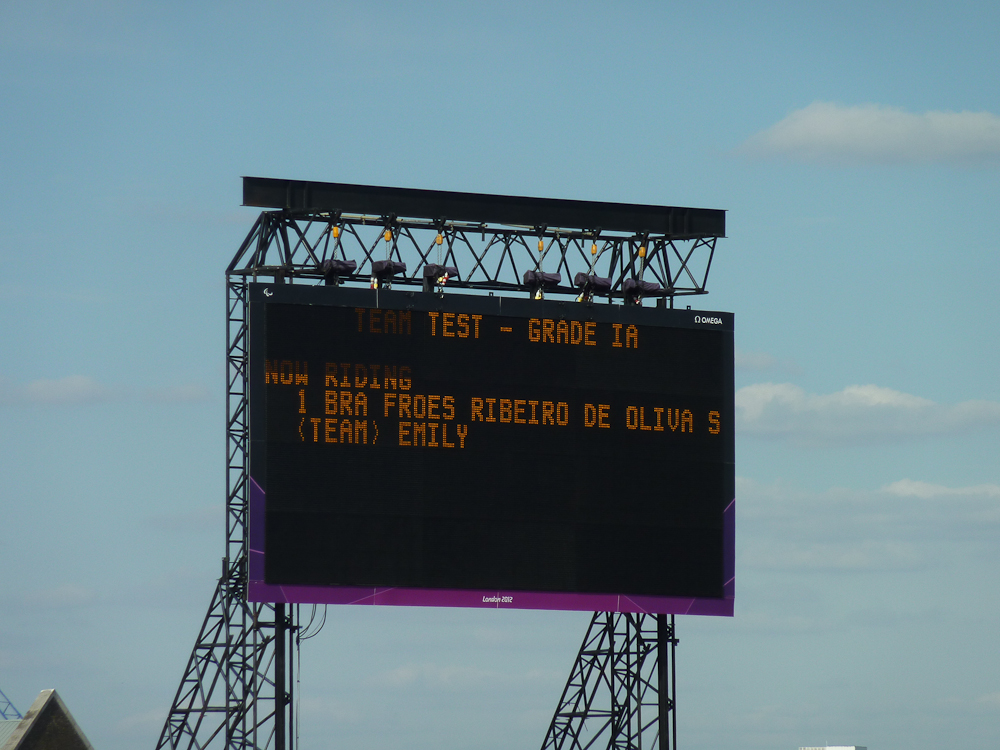 Ω OMEGA
TEAM TEST - GRADE IA
NOW RIDING
1 BRA FROES RIBEIRO DE OLIVA S
(TEAM) EMILY
London 2012